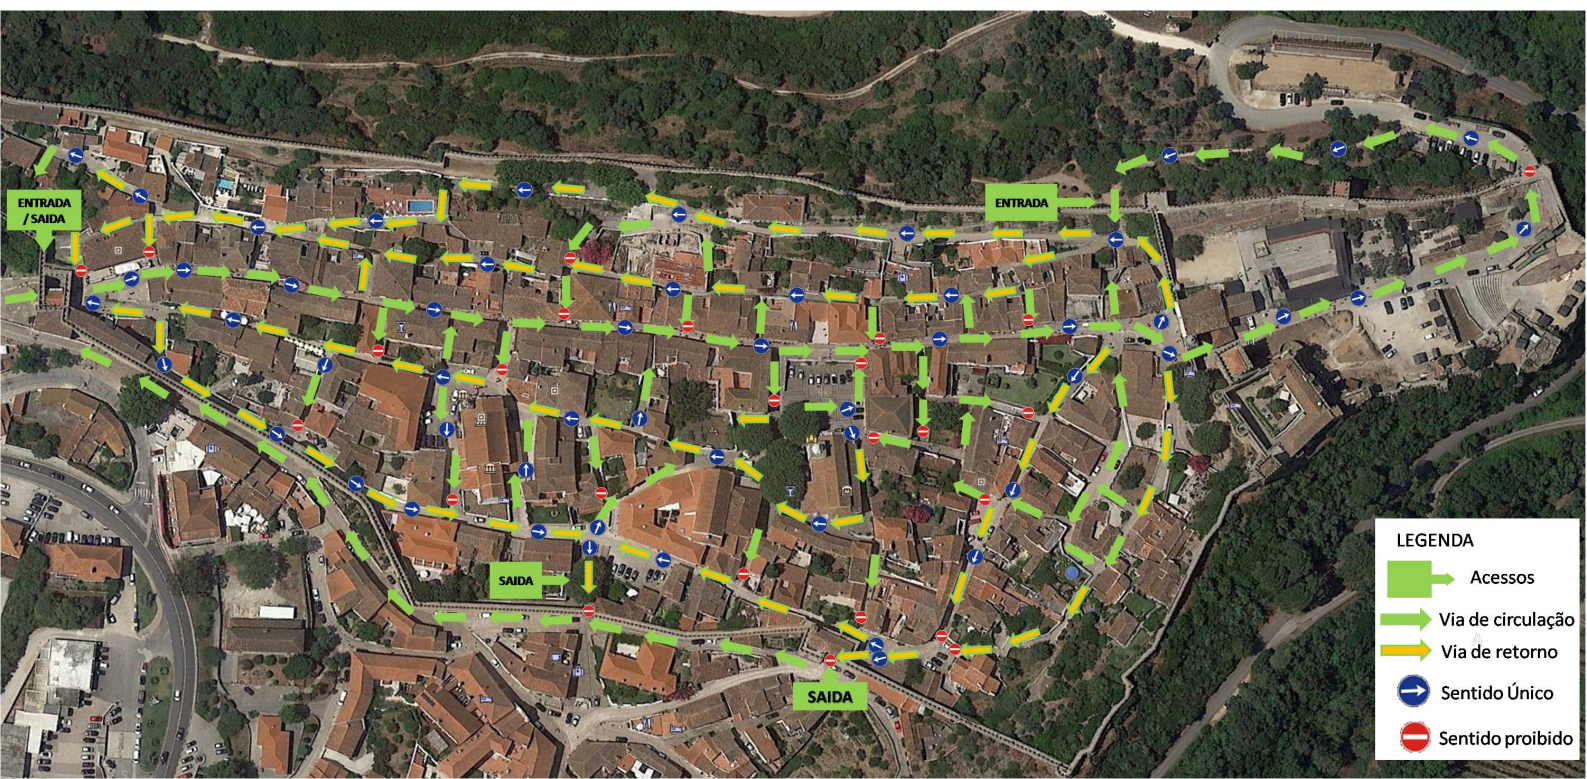 ENTRADA
/ SAIDA
ENTRADA
SAIDA
SAIDA
LEGENDA
Acessos
Via de circulação
Via de retorno
Sentido Único
Sentido proibido